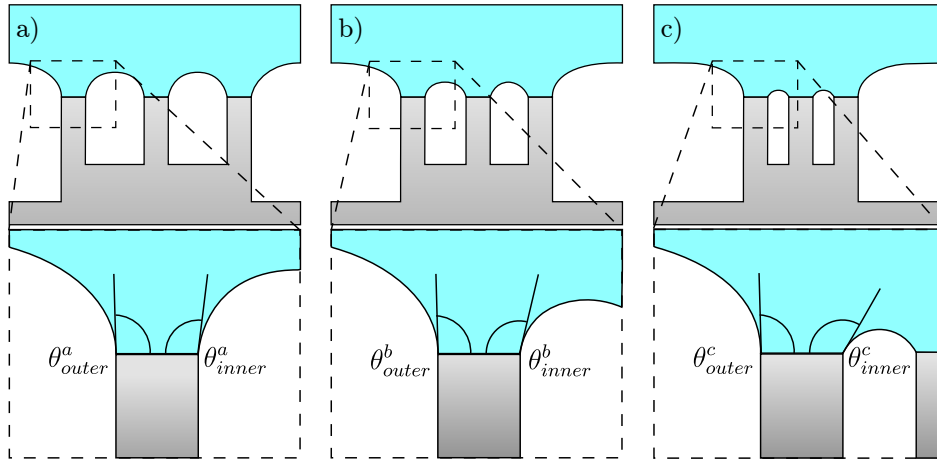 a) b) c)
θ^a_outer θ^a_inner θ^b_outer θ^b_inner θ^c_outer θ^c_inner